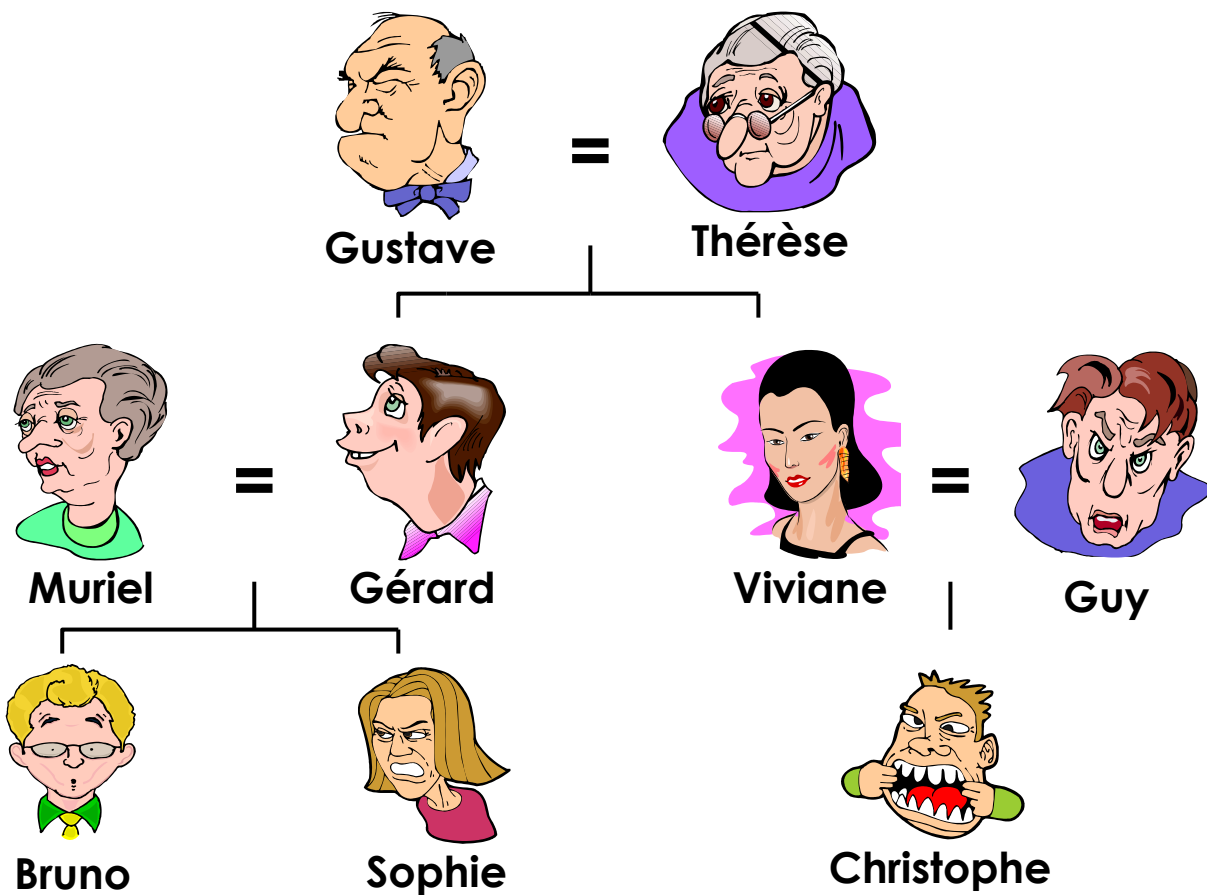 =
Gustave
Thérèse
=
=
Muriel
Gérard
Viviane
Guy
Bruno
Sophie
Christophe